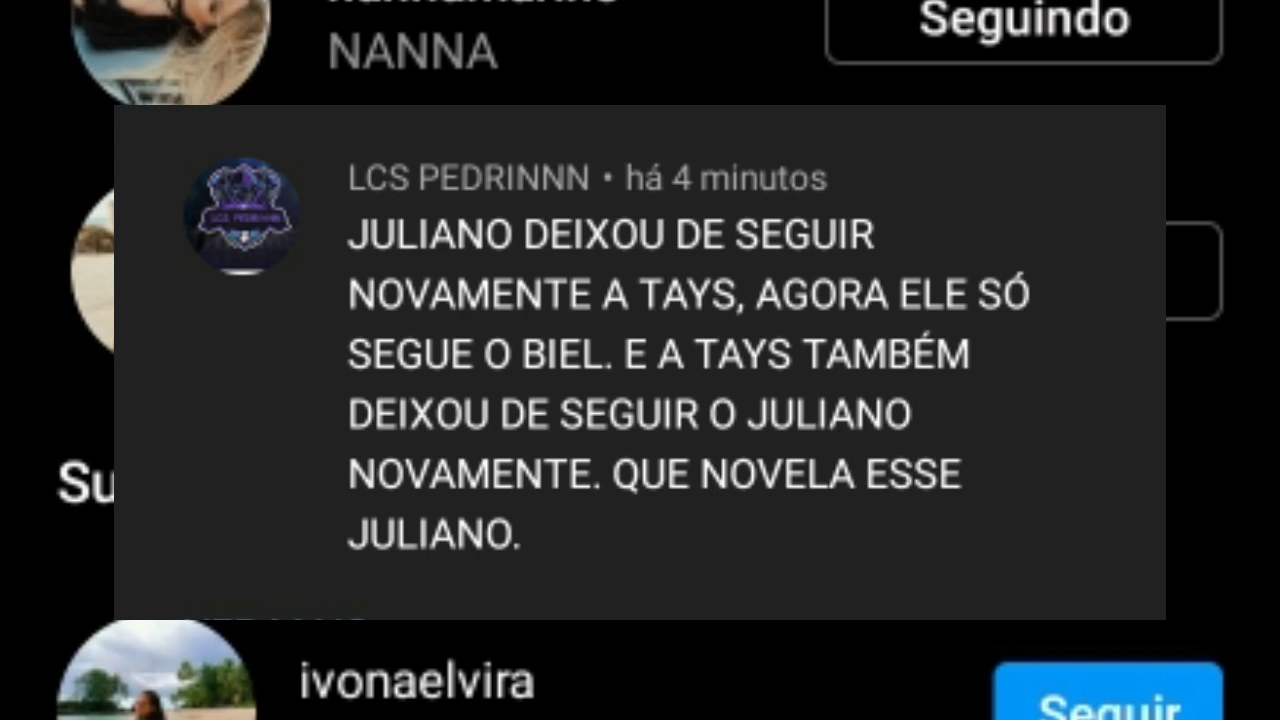 Seguindo
NANNA
LCS PEDRINNN • há 4 minutos
JULIANO DEIXOU DE SEGUIR
NOVAMENTE A TAYS, AGORA ELE SÓ
SEGUE O BIEL. E A TAYS TAMBÉM
DEIXOU DE SEGUIR O JULIANO
NOVAMENTE. QUE NOVELA ESSE
JULIANO.
Su
ivonaelvira
Seguir